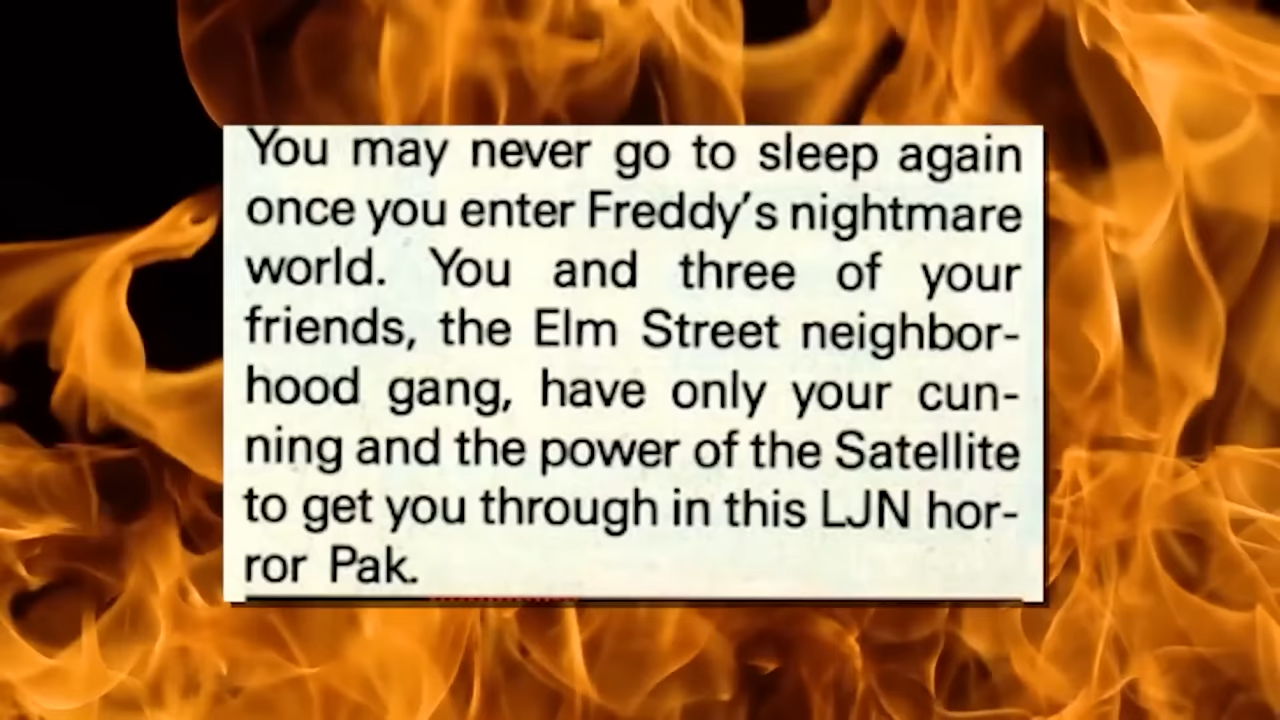 You may never go to sleep again
once you enter Freddy's nightmare
world. You and three of your
friends, the Elm Street neighbor-
hood gang, have only your cun-
ning and the power of the Satellite
to get you through in this LJN hor-
ror Pak.